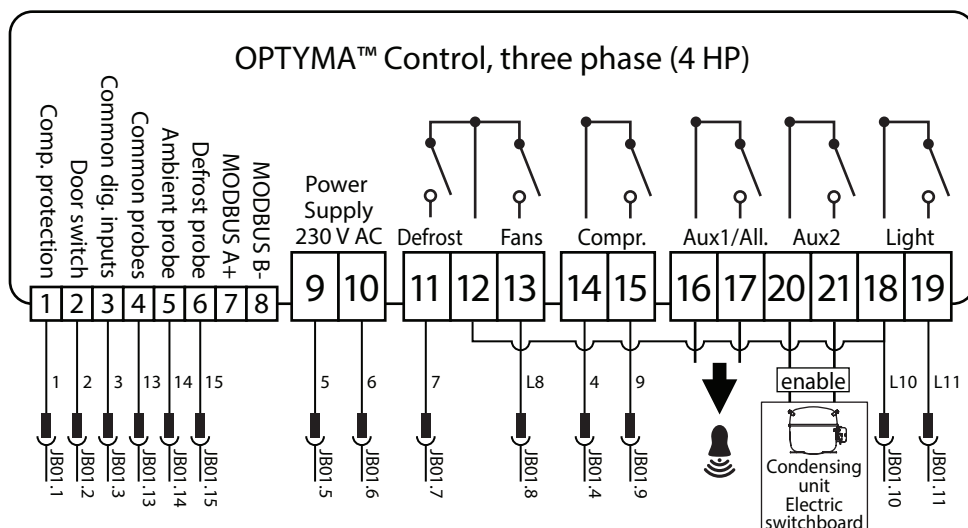 OPTYMA™ Control, three phase (4 HP)
Comp. protection
Door switch
Common dig. inputs
Common probes
Ambient probe
Defrost probe
MODBUS A+
MODBUS B-
Power
Supply
230 V AC
Defrost
Fans
Compr.
Aux1/All.
Aux2
Light
1 2 3 4 5 6 7 8
9 10
11 12 13
14 15
16 17 20 21 18 19
1 2 3 13 14 15
5 6
7 L8
4 9
enable
L10 L11
JB01.1
JB01.2
JB01.3
JB01.13
JB01.14
JB01.15
JB01.5
JB01.6
JB01.7
JB01.8
JB01.4
JB01.9
Condensing
unit
Electric
switchboard
JB01.10
JB01.11